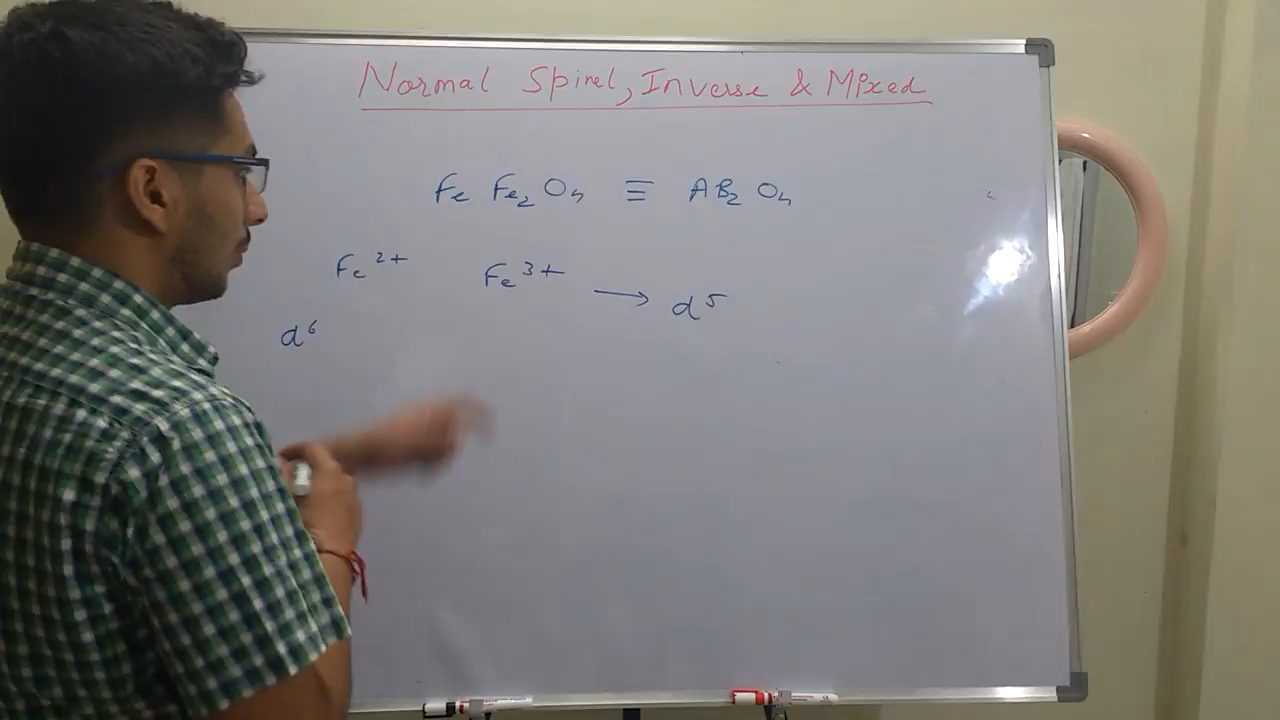 Normal Spinel, Inverse & Mixed
Fe Fe₂ O₄ ≡ AB₂ O₄
Fe²⁺ Fe³⁺ → d⁵
d⁶